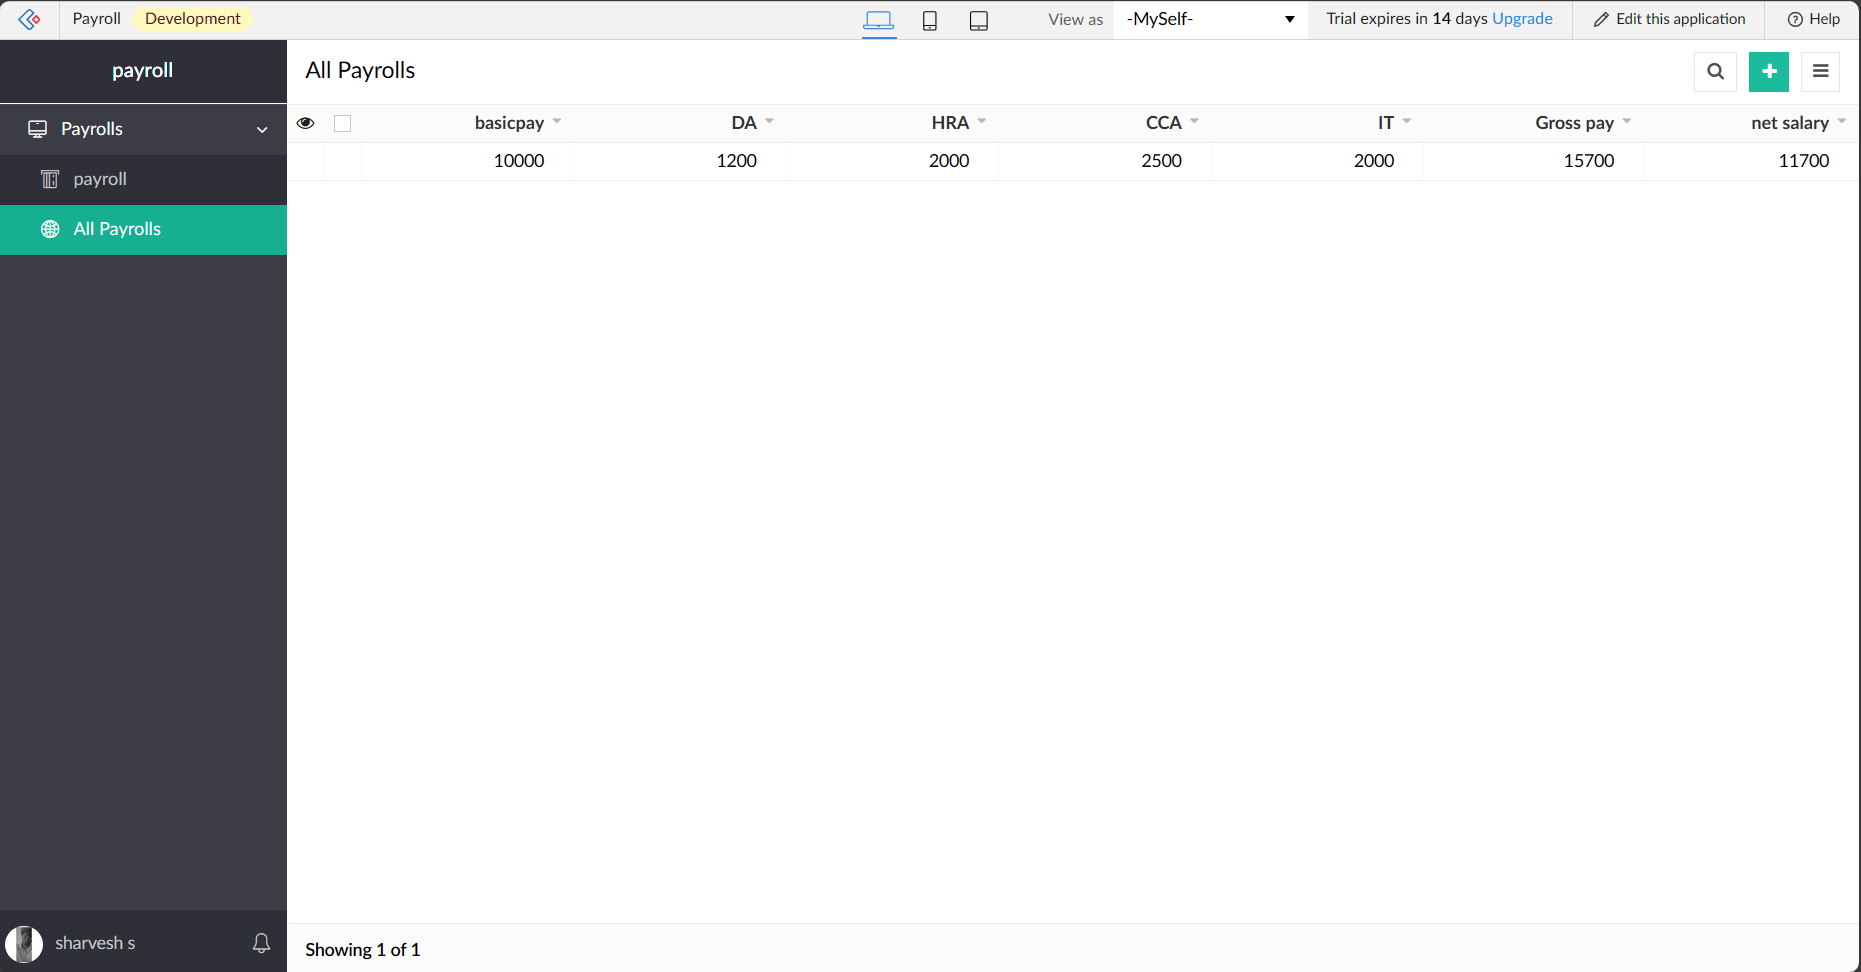 Payroll Development View as -MySelf- Trial expires in 14 days Upgrade Edit this application Help
payroll
All Payrolls
Payrolls
payroll
All Payrolls
basicpay DA HRA CCA IT Gross pay net salary
10000 1200 2000 2500 2000 15700 11700
sharvesh s
Showing 1 of 1